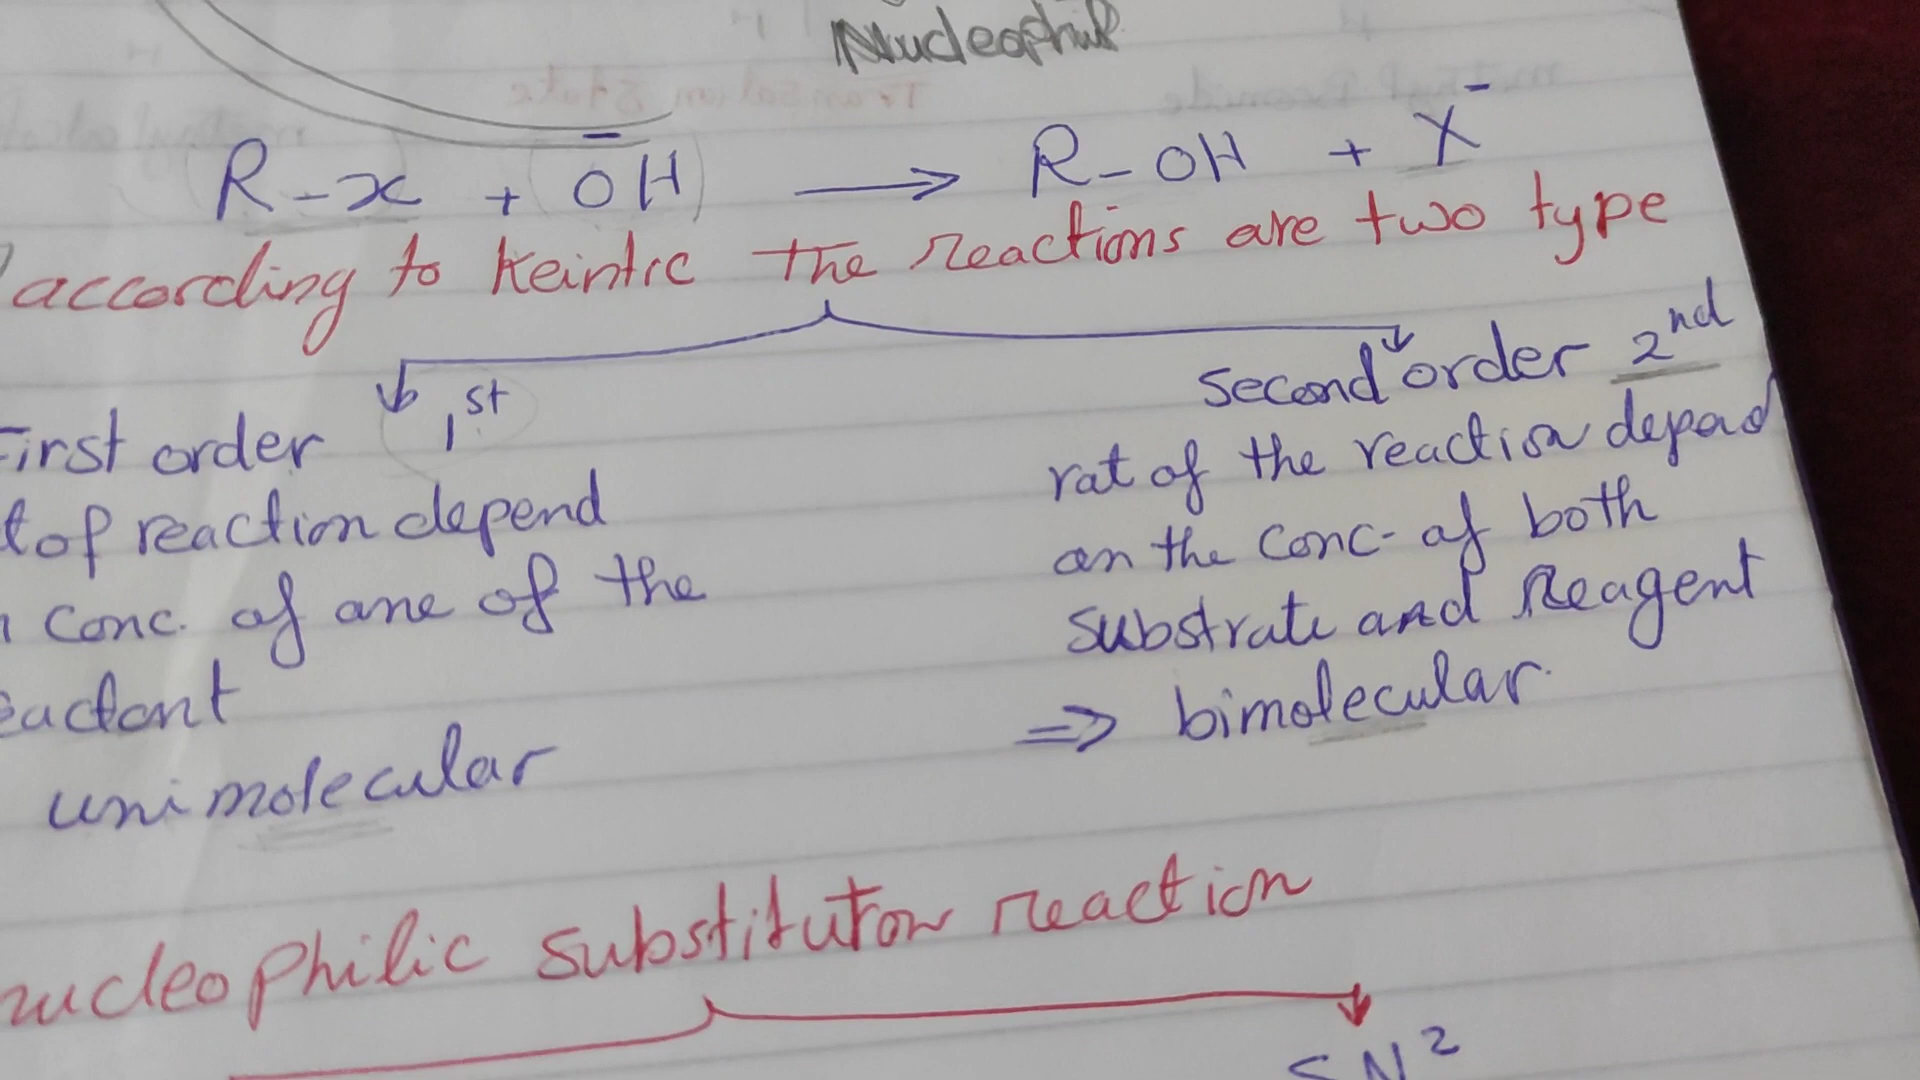 Nucleophil
R-x + OH⁻ → R-OH + X⁻
according to keintic the reactions are two type
First order 1st
t of reaction depend
n conc. of one of the
eactant
unimolecular
Second order 2nd
rat of the reaction depend
on the conc. of both
substrate and Reagent
⇒ bimolecular.
nucleophilic substitution reaction
SN2